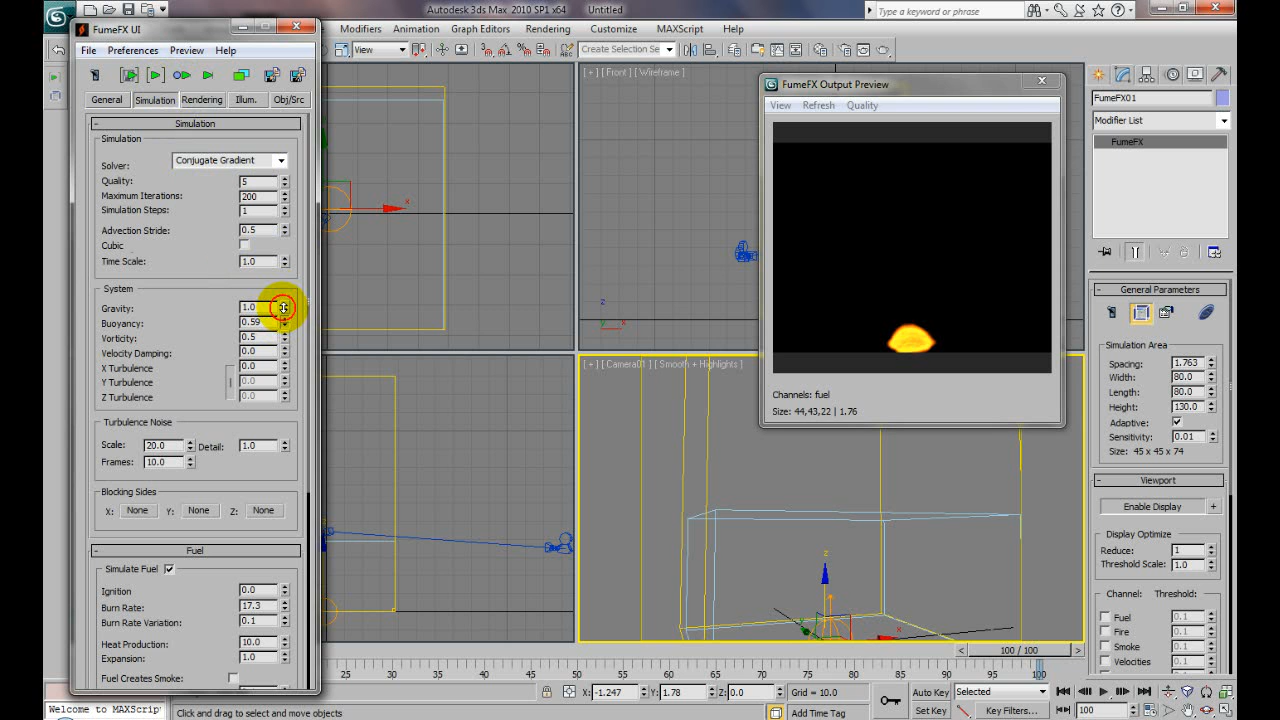 Autodesk 3ds Max 2010 SP1 x64 Untitled
Type a keyword or phrase
FumeFX UI
Modifiers Animation Graph Editors Rendering Customize MAXScript Help
File Preferences Preview Help
View
Create Selection Se
General Simulation Rendering Illum. Obj/Src
Simulation
Simulation
Solver: Conjugate Gradient
Quality: 5
Maximum Iterations: 200
Simulation Steps: 1
Advection Stride: 0.5
Cubic
Time Scale: 1.0
System
Gravity: 1.0
Buoyancy: 0.59
Vorticity: 0.5
Velocity Damping: 0.0
X Turbulence 0.0
Y Turbulence 0.0
Z Turbulence 0.0
Turbulence Noise
Scale: 20.0 Detail: 1.0
Frames: 10.0
Blocking Sides
X: None Y: None Z: None
Fuel
Simulate Fuel
Ignition 0.0
Burn Rate: 17.3
Burn Rate Variation: 0.1
Heat Production: 10.0
Expansion: 1.0
Fuel Creates Smoke:
x
[ + ] [ Front ] [ Wireframe ]
z
y x
[ + ] [ Camera01 ] [ Smooth + Highlights ]
z
x
FumeFX Output Preview
View Refresh Quality
Channels: fuel
Size: 44,43,22 | 1.76
FumeFX01
Modifier List
FumeFX
General Parameters
Simulation Area
Spacing: 1.763
Width: 80.0
Length: 80.0
Height: 130.0
Adaptive:
Sensitivity: 0.01
Size: 45 x 45 x 74
Viewport
Enable Display +
Display Optimize
Reduce: 1
Threshold Scale: 1.0
Channel: Threshold:
Fuel 0.1
Fire 0.1
Smoke 0.1
Velocities 0.1
< 100 / 100 >
25 30 35 40 45 50 55 60 65 70 75 80 85 90 95 100
X: -1.247 Y: 1.78 Z: 0.0 Grid = 10.0
Auto Key Selected
Set Key Key Filters... 100
Welcome to MAXScrip
Click and drag to select and move objects
Add Time Tag